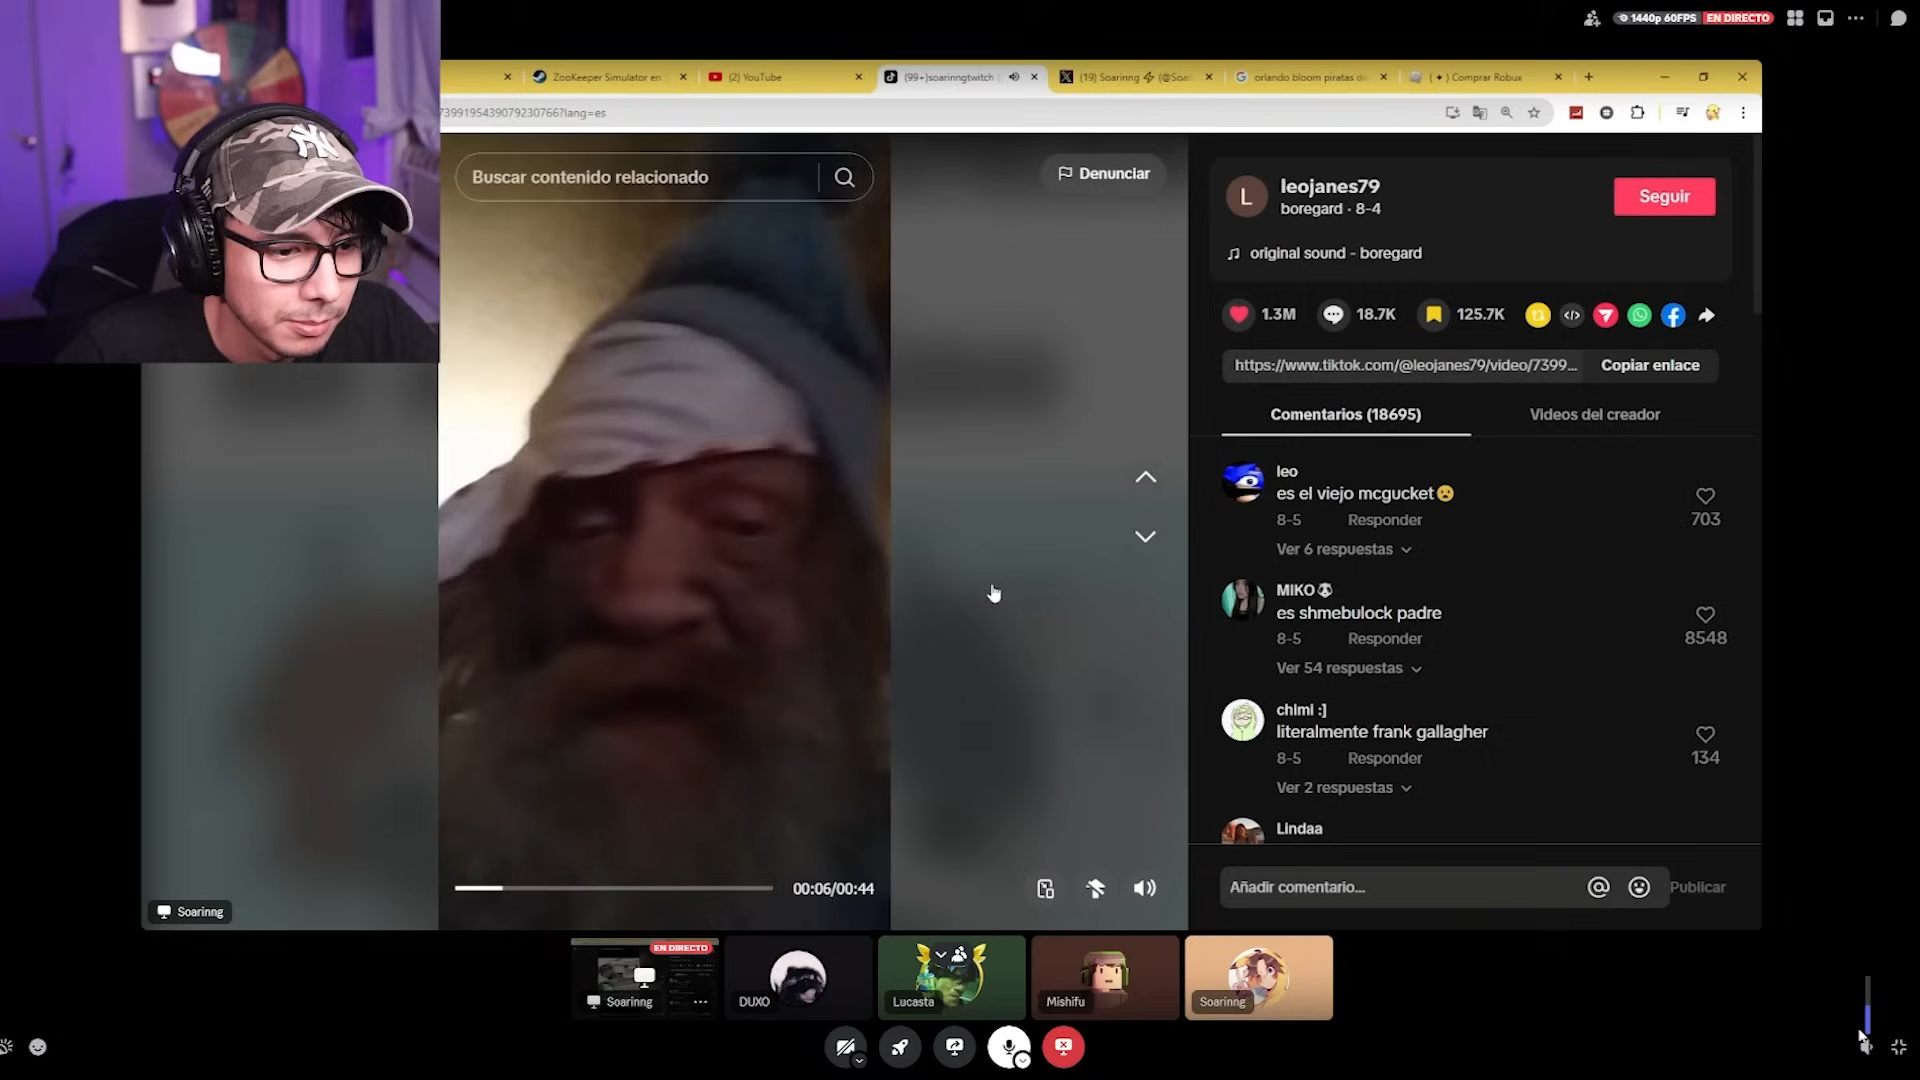 1440p 60FPS
EN DIRECTO
ZooKeeper Simulator en
(2) YouTube
(99+)soarinngtwitch
(19) Soarinng ⚡ (@Soari
orlando bloom piratas de
( ✦ ) Comprar Robux
7399195439079230766?lang=es
NY
Buscar contenido relacionado
Denunciar
L
leojanes79
boregard · 8-4
Seguir
original sound - boregard
1.3M
18.7K
125.7K
https://www.tiktok.com/@leojanes79/video/7399...
Copiar enlace
Comentarios (18695)
Videos del creador
leo
es el viejo mcgucket😦
703
8-5
Responder
Ver 6 respuestas
MIKO
es shmebulock padre
8548
8-5
Responder
Ver 54 respuestas
chimi :]
literalmente frank gallagher
134
8-5
Responder
Ver 2 respuestas
Lindaa
00:06/00:44
Añadir comentario...
Publicar
Soarinng
EN DIRECTO
Soarinng
DUXO
Lucasta
Mishifu
Soarinng